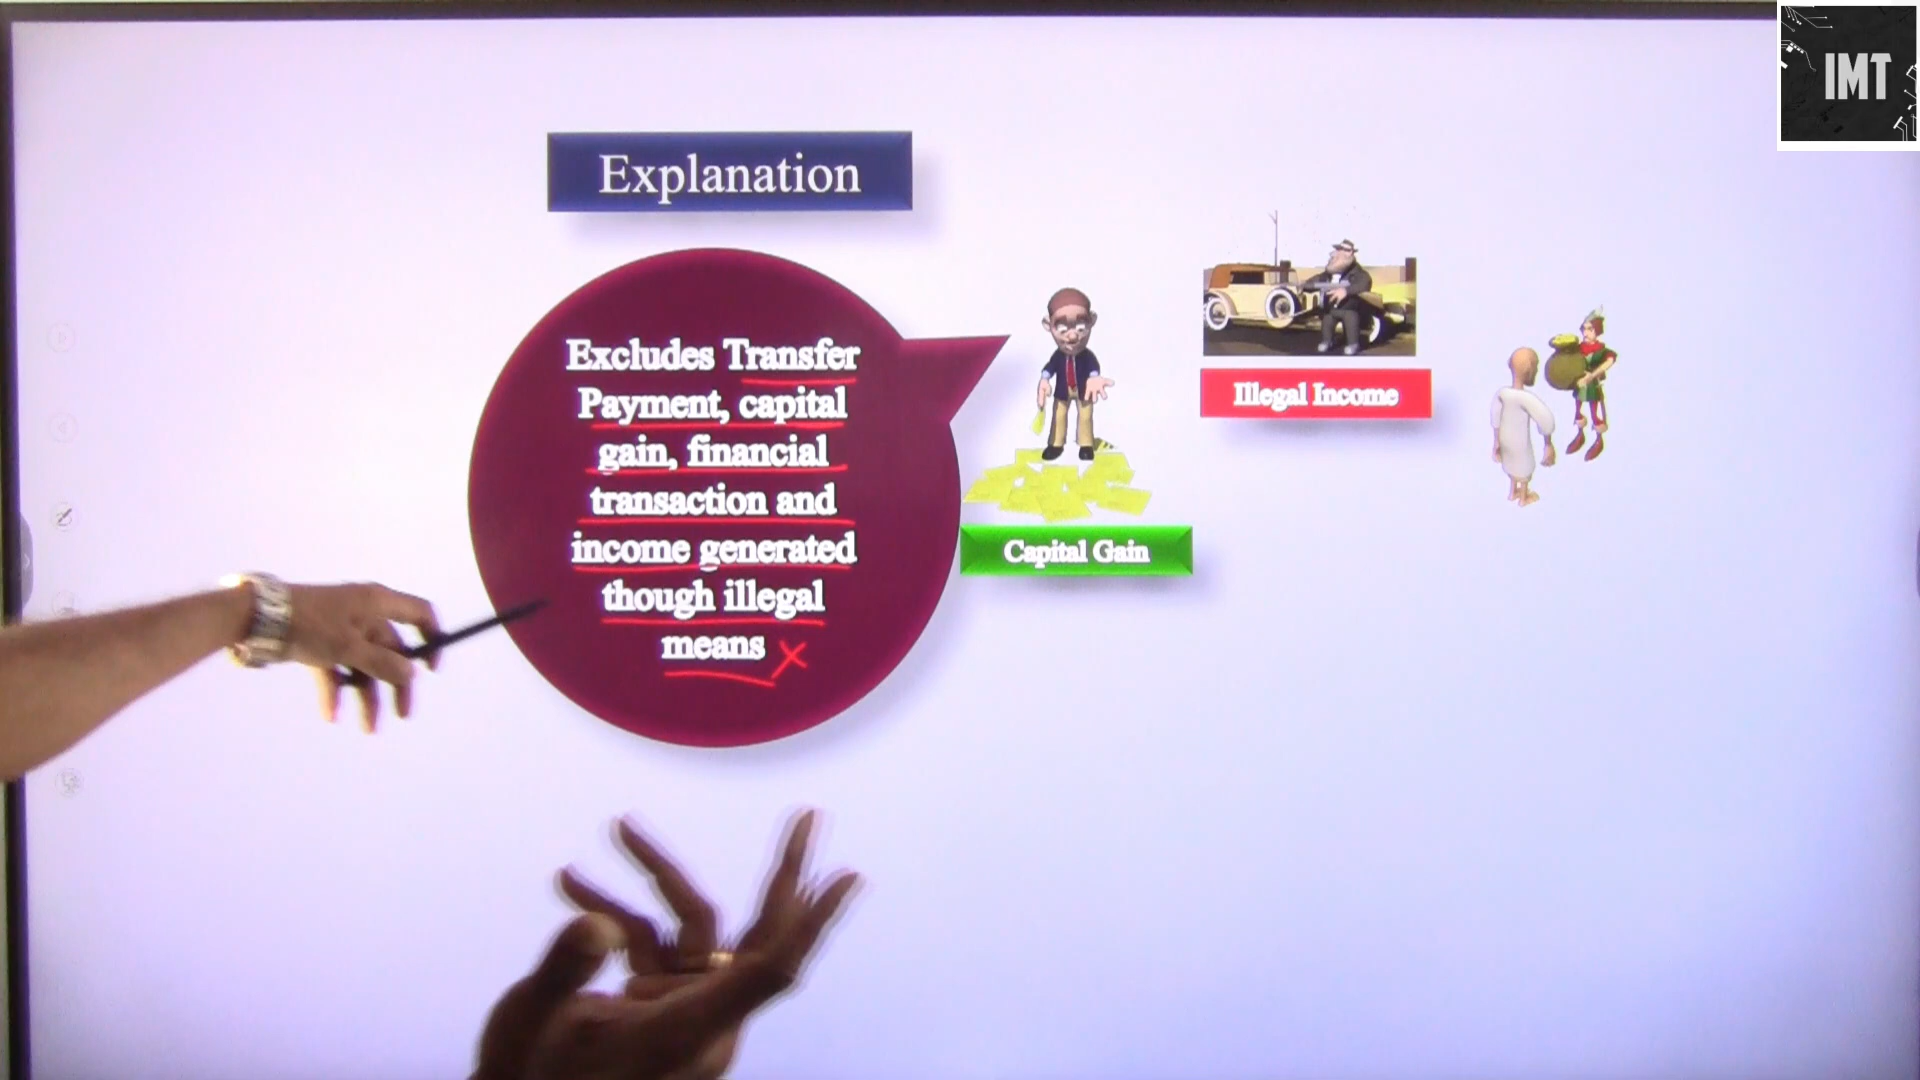 IMT
Explanation
Excludes Transfer
Payment, capital
gain, financial
transaction and
income generated
though illegal
means
Illegal Income
Capital Gain